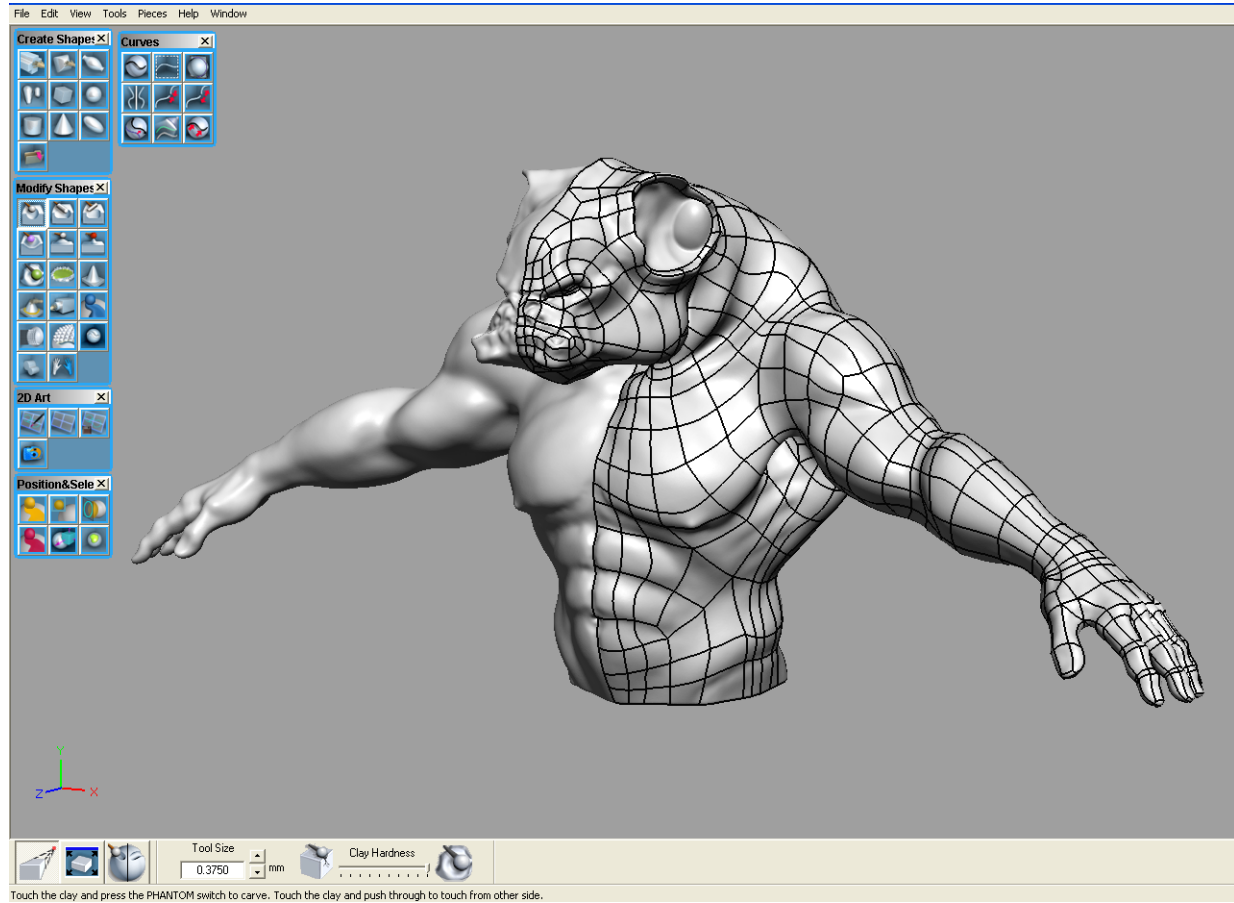 File Edit View Tools Pieces Help Window
Create Shapes
Curves
Modify Shapes
2D Art
Position&Sele
Y
Z
X
Tool Size
0.3750
mm
Clay Hardness
Touch the clay and press the PHANTOM switch to carve. Touch the clay and push through to touch from other side.